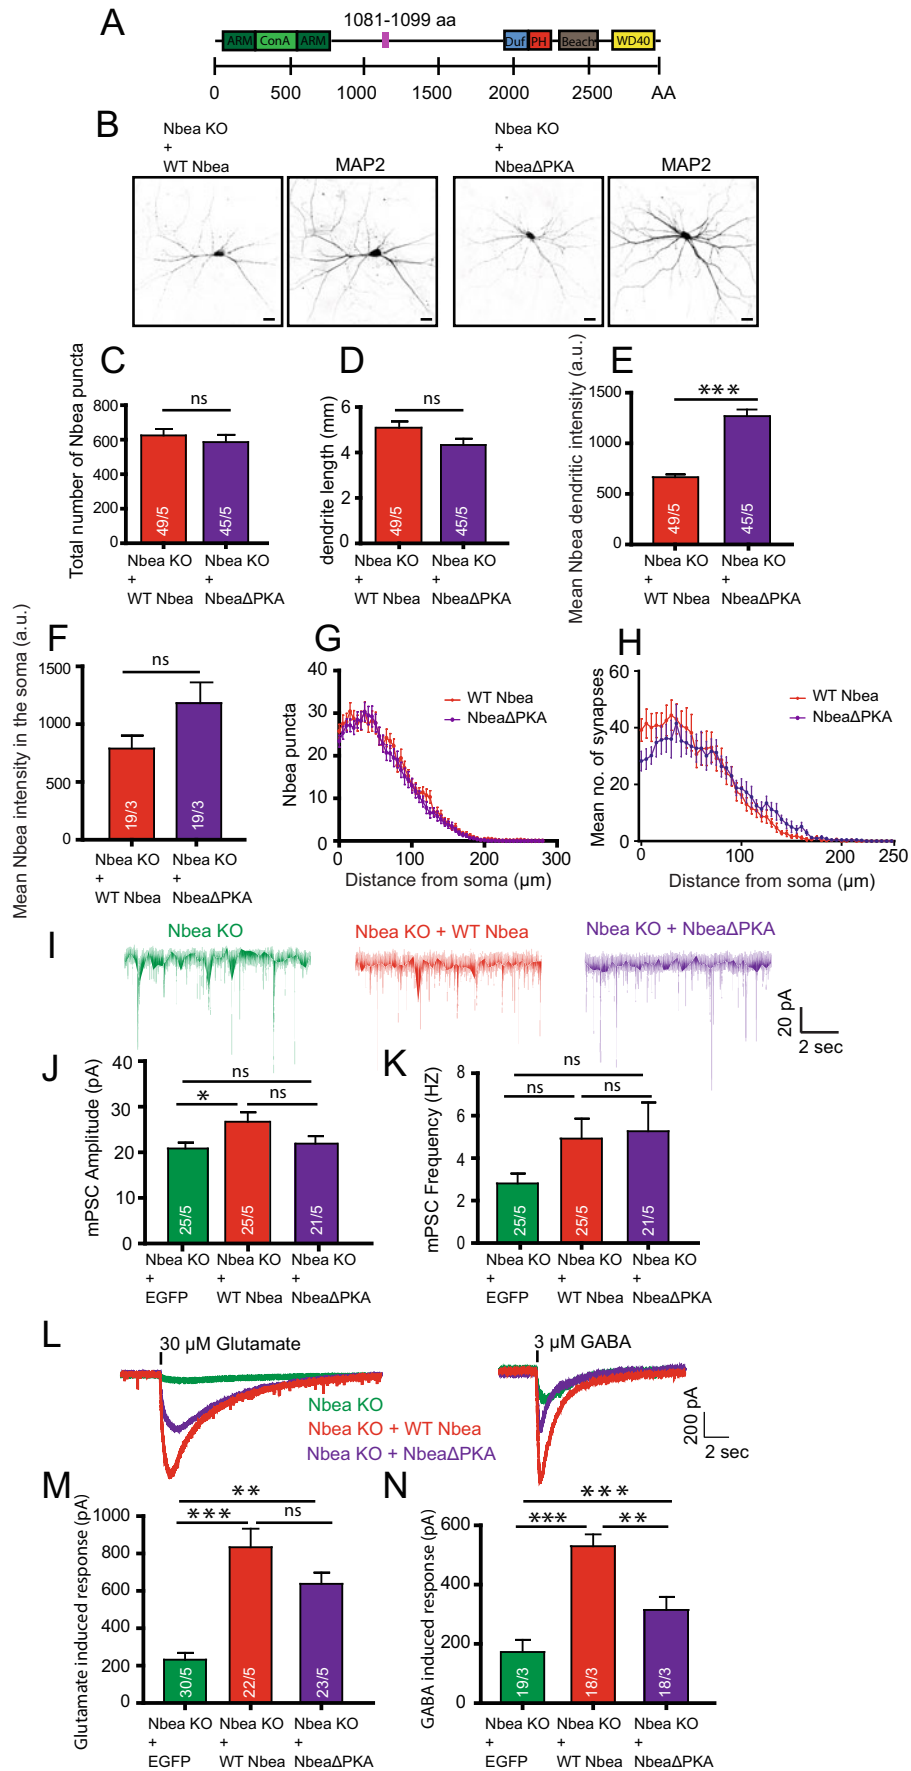 A
1081-1099 aa
ARM ConA ARM Duf PH Beach WD40
0 500 1000 1500 2000 2500 AA
B
Nbea KO
+
WT Nbea
MAP2
Nbea KO
+
NbeaΔPKA
MAP2
C
Total number of Nbea puncta
800
600
400
200
0
ns
49/5
45/5
Nbea KO
+
WT Nbea
Nbea KO
+
NbeaΔPKA
D
dendrite length (mm)
6
4
2
0
ns
49/5
45/5
Nbea KO
+
WT Nbea
Nbea KO
+
NbeaΔPKA
E
Mean Nbea dendritic intensity (a.u.)
1500
1000
500
0
***
49/5
45/5
Nbea KO
+
WT Nbea
Nbea KO
+
NbeaΔPKA
F
Mean Nbea intensity in the soma (a.u.)
1500
1000
500
0
ns
19/3
19/3
Nbea KO
+
WT Nbea
Nbea KO
+
NbeaΔPKA
G
Nbea puncta
40
30
20
10
0
WT Nbea
NbeaΔPKA
0 100 200 300
Distance from soma (μm)
H
Mean no. of synapses
60
40
20
0
WT Nbea
NbeaΔPKA
0 100 200 250
Distance from soma (μm)
I
Nbea KO
Nbea KO + WT Nbea
Nbea KO + NbeaΔPKA
20 pA
2 sec
J
mPSC Amplitude (pA)
40
30
20
10
0
ns
* ns
25/5
25/5
21/5
Nbea KO
+
EGFP
Nbea KO
+
WT Nbea
Nbea KO
+
NbeaΔPKA
K
mPSC Frequency (HZ)
8
6
4
2
0
ns
ns ns
25/5
25/5
21/5
Nbea KO
+
EGFP
Nbea KO
+
WT Nbea
Nbea KO
+
NbeaΔPKA
L
30 μM Glutamate
3 μM GABA
Nbea KO
Nbea KO + WT Nbea
Nbea KO + NbeaΔPKA
200 pA
2 sec
M
Glutamate induced response (pA)
1000
800
600
400
200
0
**
*** ns
30/5
22/5
23/5
Nbea KO
+
EGFP
Nbea KO
+
WT Nbea
Nbea KO
+
NbeaΔPKA
N
GABA induced response (pA)
600
400
200
0
***
*** **
19/3
18/3
18/3
Nbea KO
+
EGFP
Nbea KO
+
WT Nbea
Nbea KO
+
NbeaΔPKA